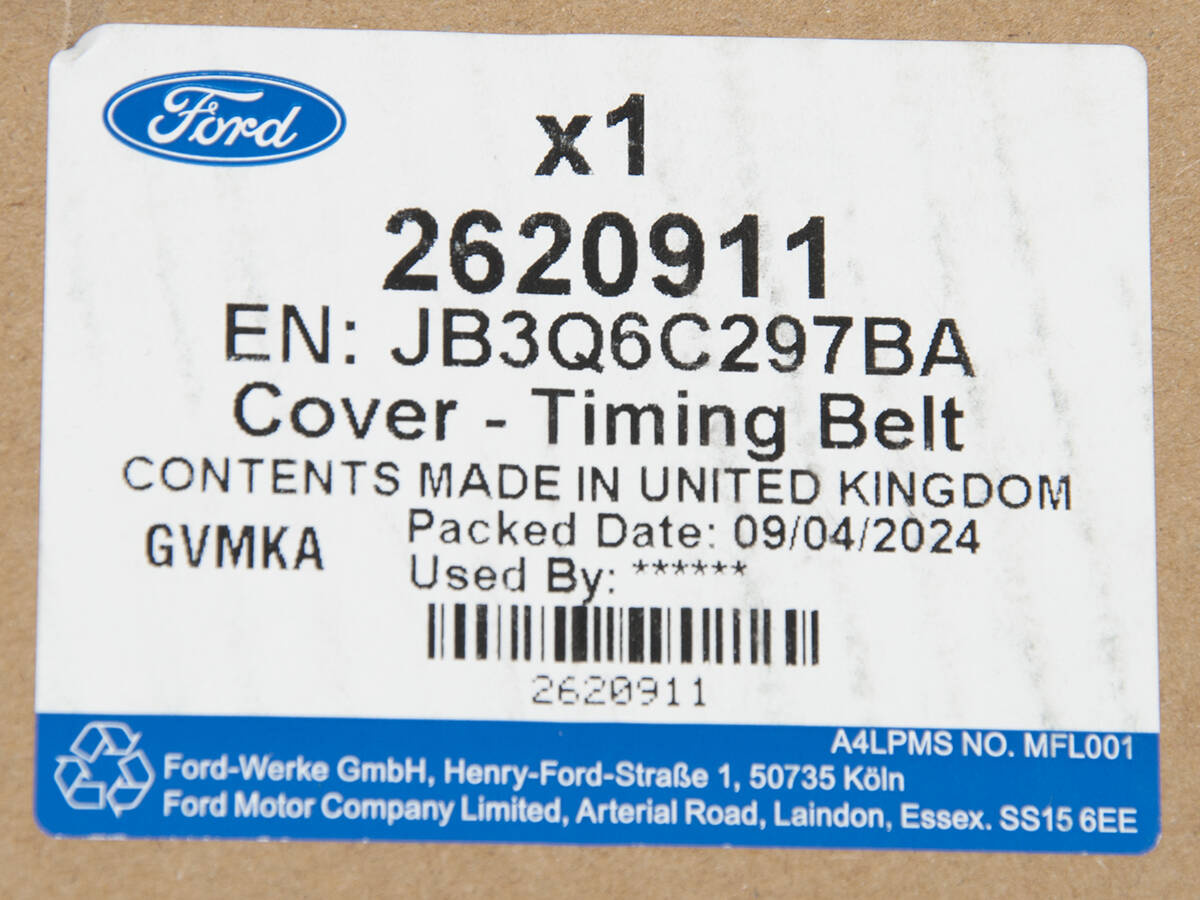 Ford
x1
2620911
EN: JB3Q6C297BA
Cover - Timing Belt
CONTENTS MADE IN UNITED KINGDOM
GVMKA
Packed Date: 09/04/2024
Used By: ******
2620911
A4LPMS NO. MFL001
Ford-Werke GmbH, Henry-Ford-Straße 1, 50735 Köln
Ford Motor Company Limited, Arterial Road, Laindon, Essex. SS15 6EE